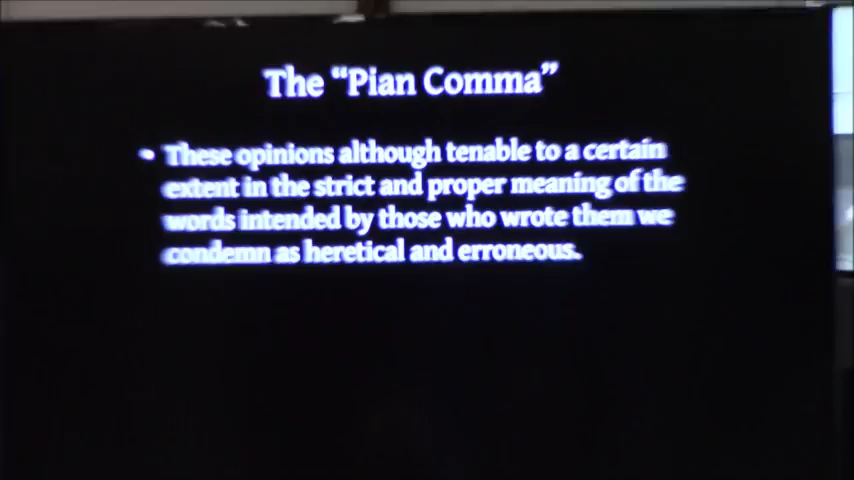 The “Pian Comma”
• These opinions although tenable to a certain
extent in the strict and proper meaning of the
words intended by those who wrote them we
condemn as heretical and erroneous.